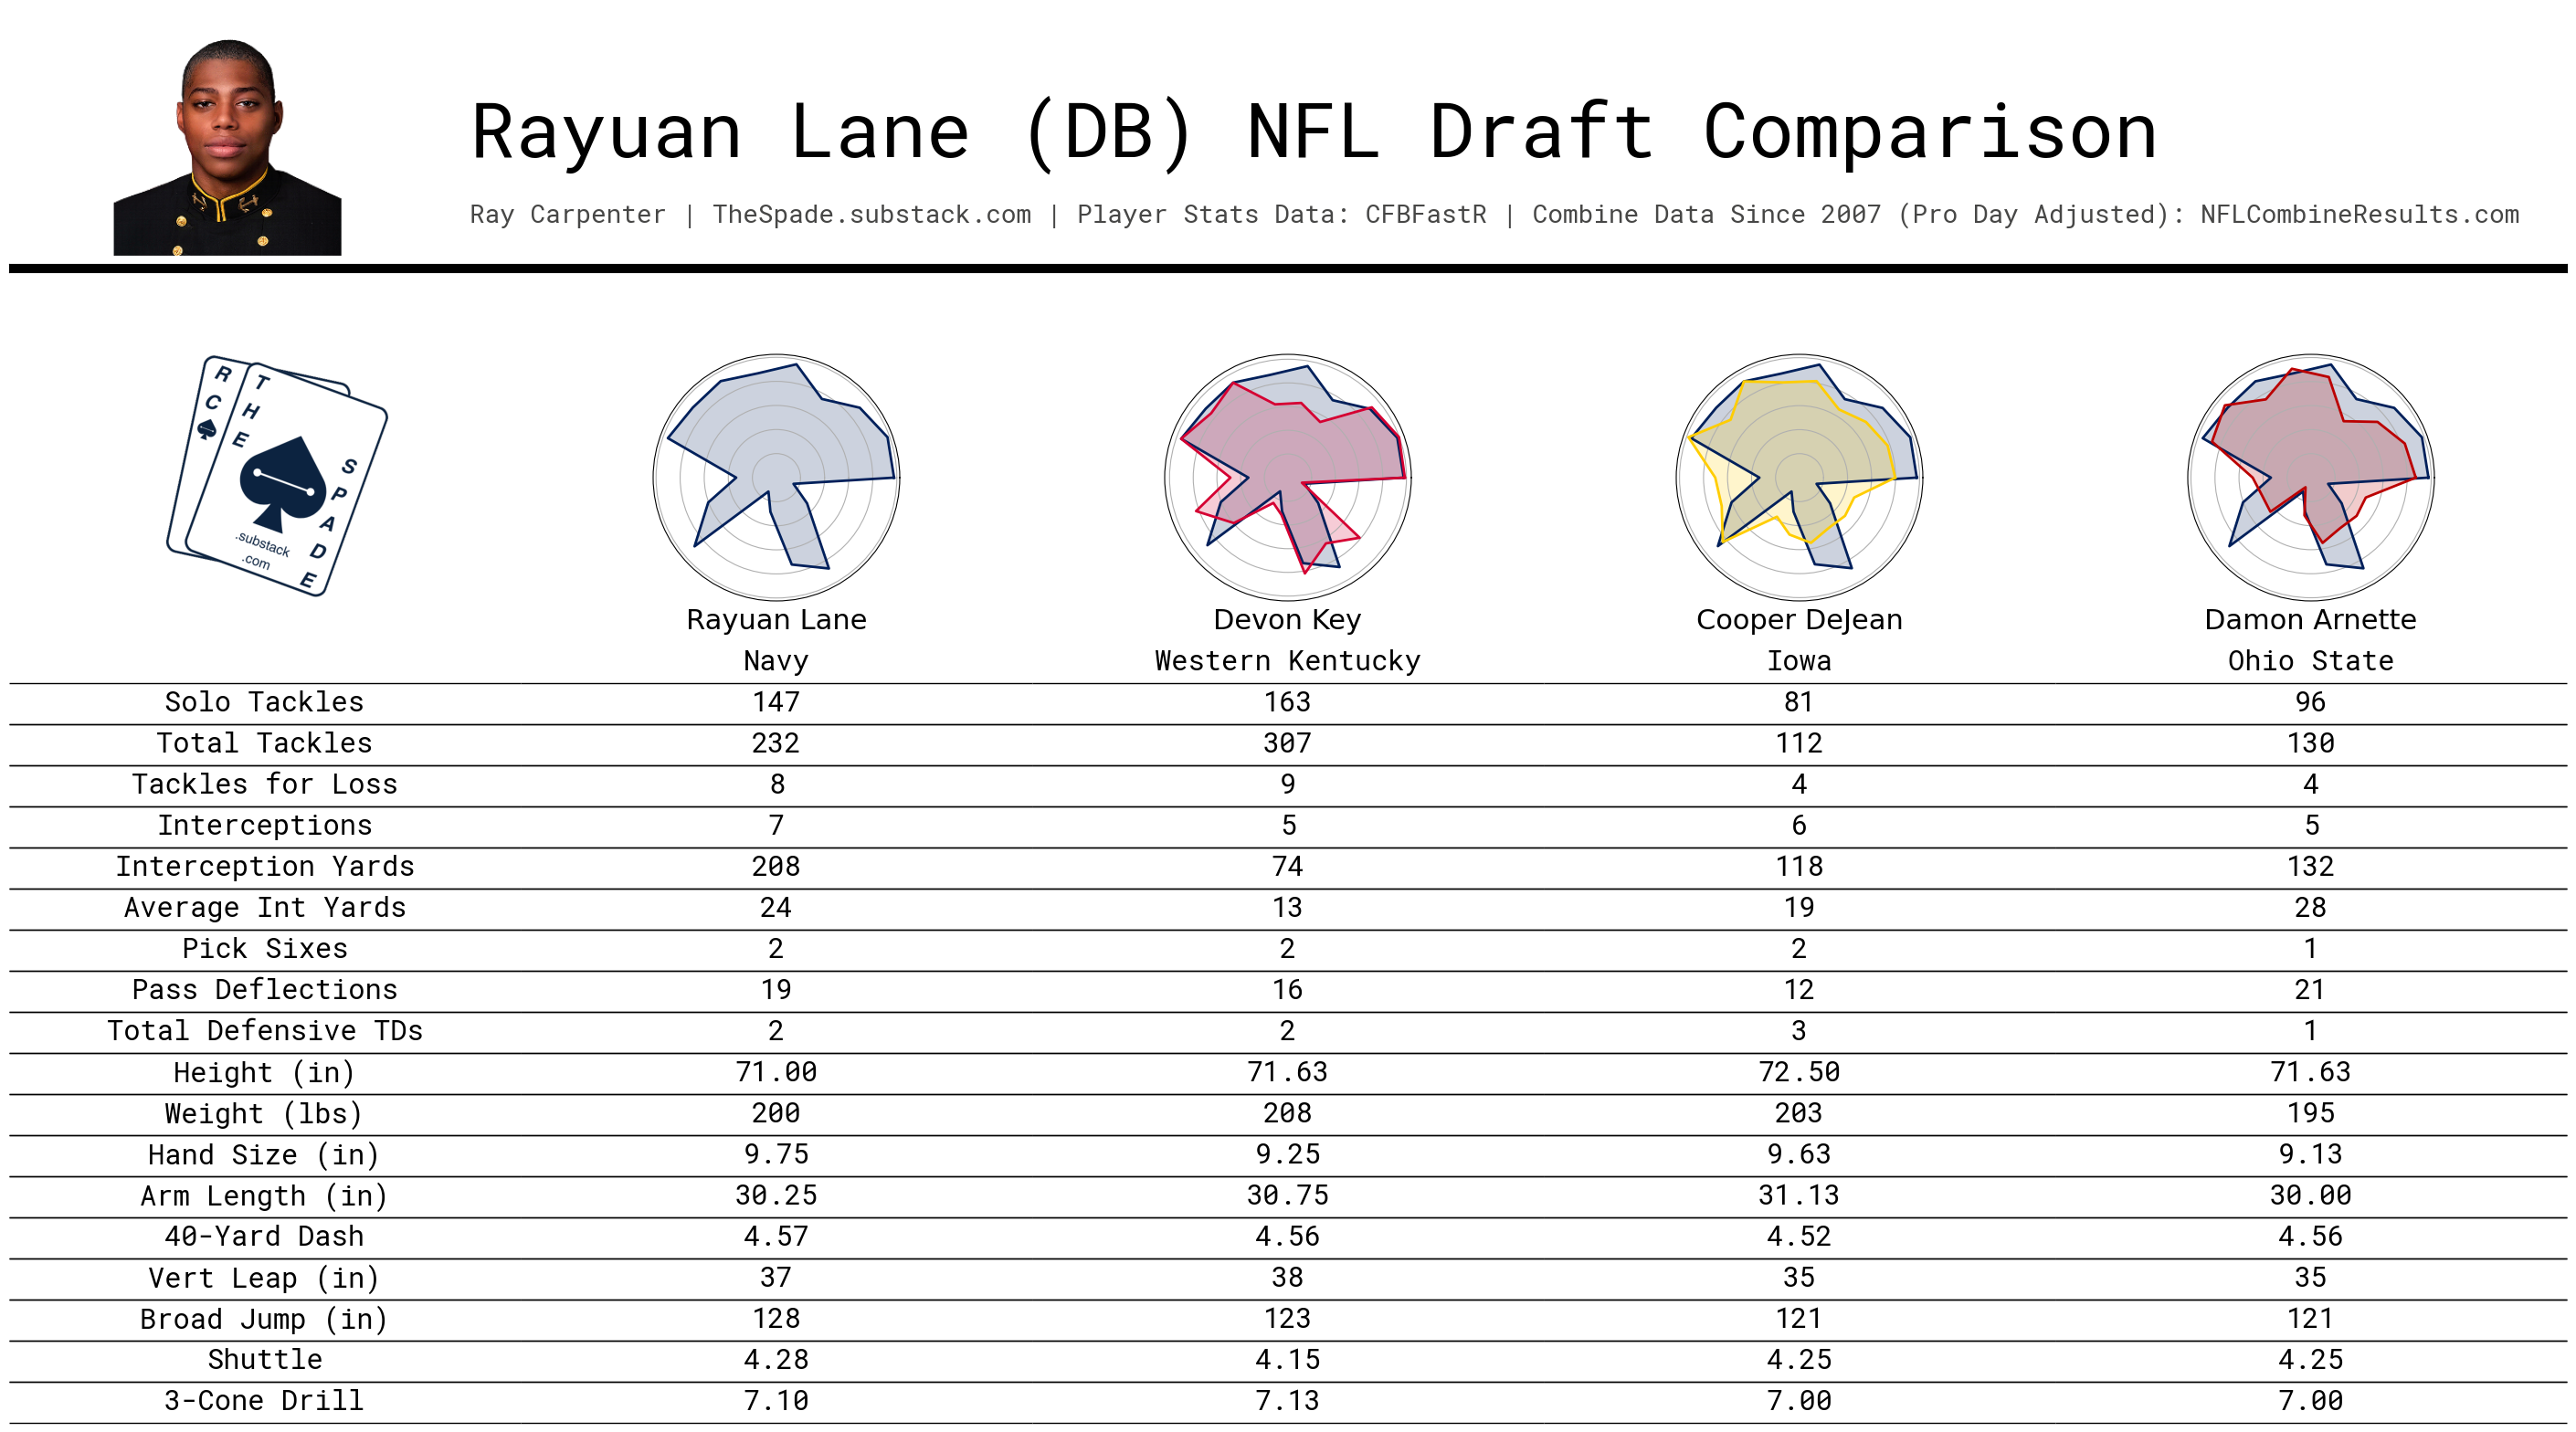 Rayuan Lane (DB) NFL Draft Comparison
Ray Carpenter | TheSpade.substack.com | Player Stats Data: CFBFastR | Combine Data Since 2007 (Pro Day Adjusted): NFLCombineResults.com
RC
THE
SPADE
.substack
.com
Rayuan Lane Devon Key Cooper DeJean Damon Arnette
Navy Western Kentucky Iowa Ohio State
Solo Tackles 147 163 81 96
Total Tackles 232 307 112 130
Tackles for Loss 8 9 4 4
Interceptions 7 5 6 5
Interception Yards 208 74 118 132
Average Int Yards 24 13 19 28
Pick Sixes 2 2 2 1
Pass Deflections 19 16 12 21
Total Defensive TDs 2 2 3 1
Height (in) 71.00 71.63 72.50 71.63
Weight (lbs) 200 208 203 195
Hand Size (in) 9.75 9.25 9.63 9.13
Arm Length (in) 30.25 30.75 31.13 30.00
40-Yard Dash 4.57 4.56 4.52 4.56
Vert Leap (in) 37 38 35 35
Broad Jump (in) 128 123 121 121
Shuttle 4.28 4.15 4.25 4.25
3-Cone Drill 7.10 7.13 7.00 7.00